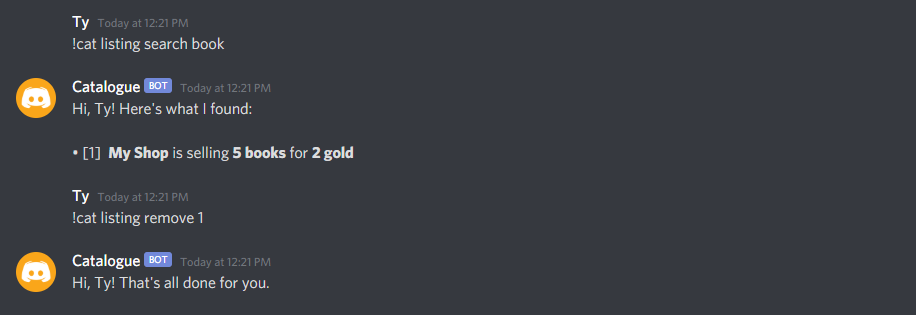 Ty Today at 12:21 PM
!cat listing search book
Catalogue BOT Today at 12:21 PM
Hi, Ty! Here's what I found:
• [1] My Shop is selling 5 books for 2 gold
Ty Today at 12:21 PM
!cat listing remove 1
Catalogue BOT Today at 12:21 PM
Hi, Ty! That's all done for you.